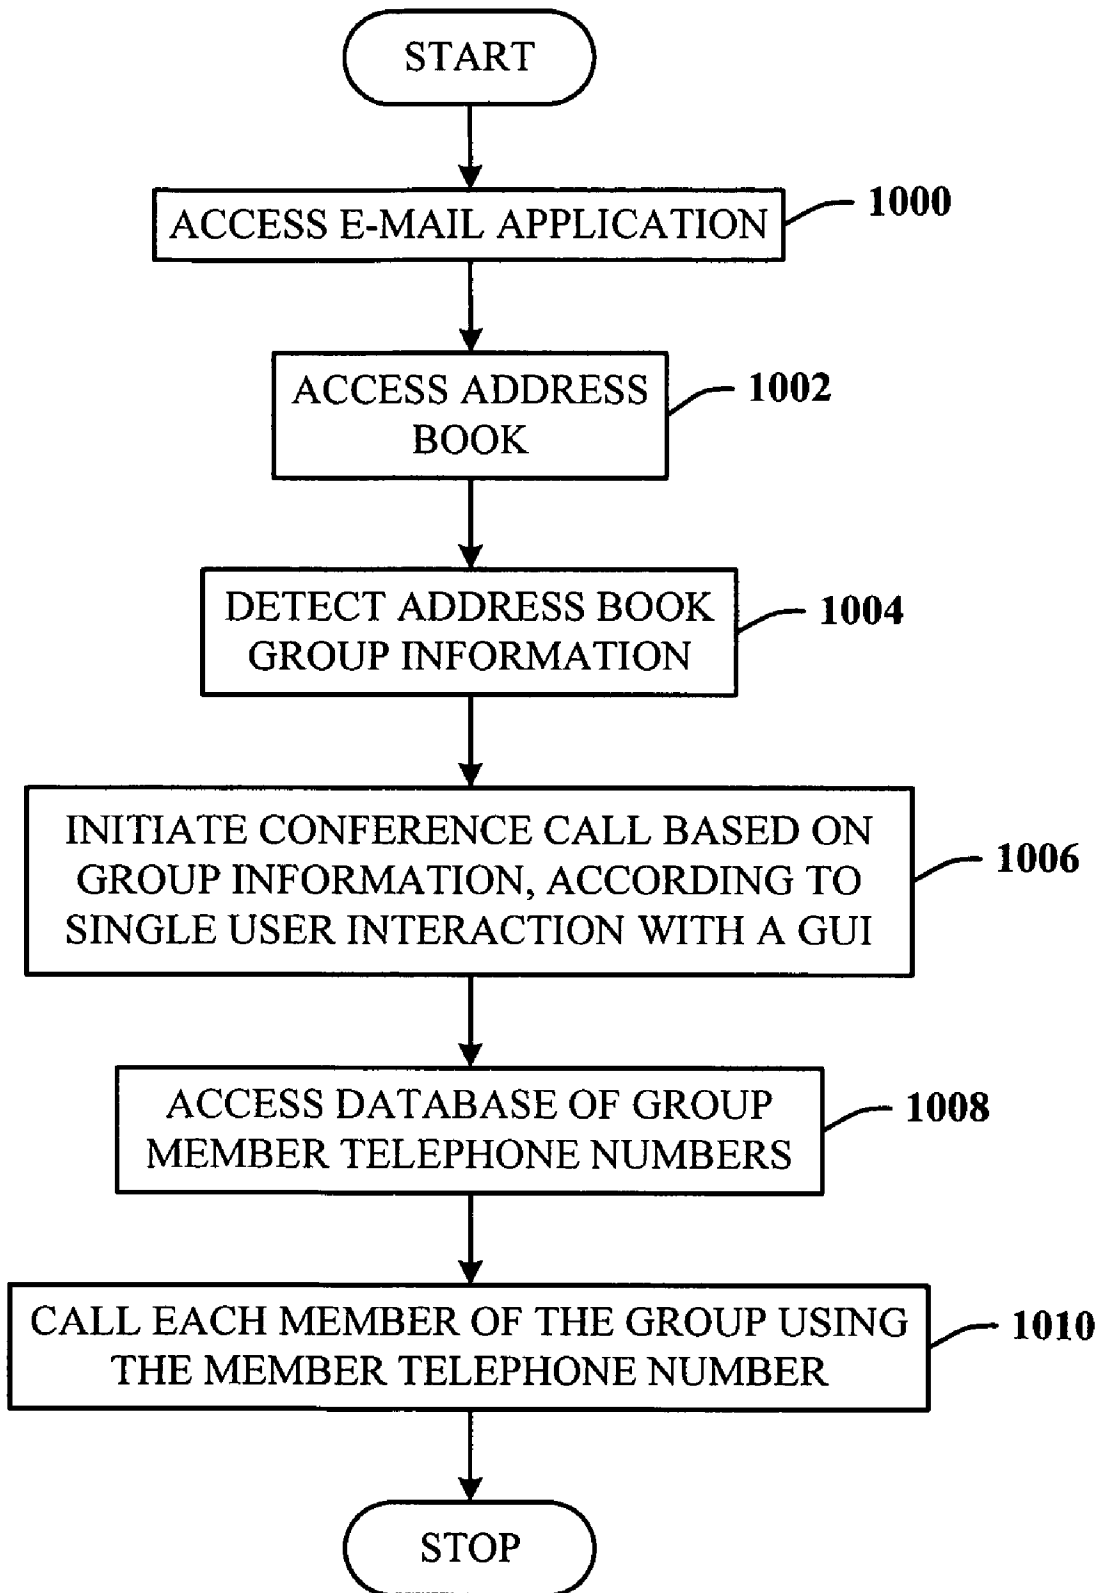 START
ACCESS E-MAIL APPLICATION
1000
ACCESS ADDRESS
BOOK
1002
DETECT ADDRESS BOOK
GROUP INFORMATION
1004
INITIATE CONFERENCE CALL BASED ON
GROUP INFORMATION, ACCORDING TO
SINGLE USER INTERACTION WITH A GUI
1006
ACCESS DATABASE OF GROUP
MEMBER TELEPHONE NUMBERS
1008
CALL EACH MEMBER OF THE GROUP USING
THE MEMBER TELEPHONE NUMBER
1010
STOP